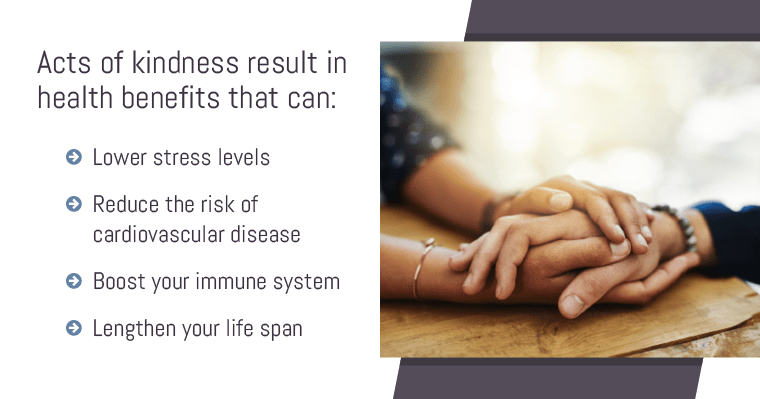 Acts of kindness result in
health benefits that can:
Lower stress levels
Reduce the risk of
cardiovascular disease
Boost your immune system
Lengthen your life span